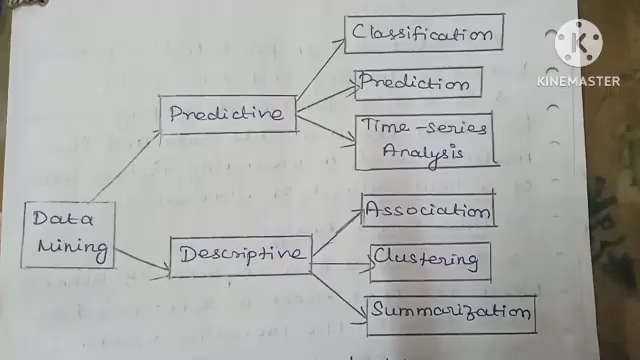 Classification
KINEMASTER
Prediction
Predictive
Time-series
Analysis
Association
Data
Mining
Descriptive
Clustering
Summarization